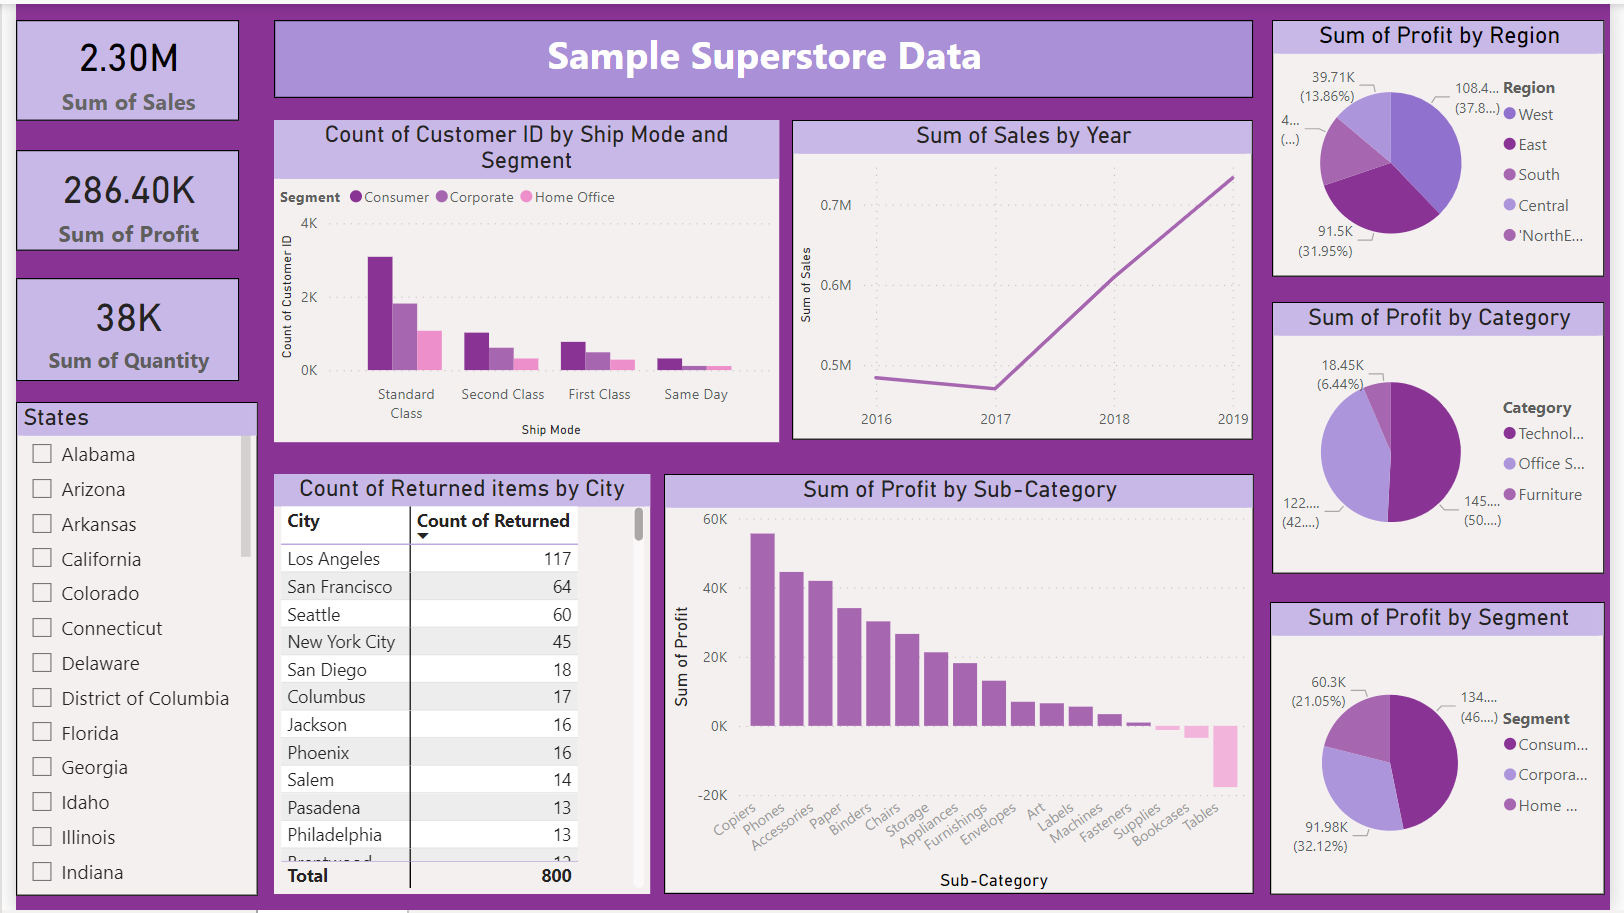 2.30M
Sum of Sales
286.40K
Sum of Profit
38K
Sum of Quantity
States
Alabama
Arizona
Arkansas
California
Colorado
Connecticut
Delaware
District of Columbia
Florida
Georgia
Idaho
Illinois
Indiana
Sample Superstore Data
Count of Customer ID by Ship Mode and
Segment
Segment Consumer Corporate Home Office
Count of Customer ID
4K
2K
0K
Standard
Class
Second Class
First Class
Same Day
Ship Mode
Sum of Sales by Year
Sum of Sales
0.7M
0.6M
0.5M
2016 2017 2018 2019
Count of Returned items by City
City Count of Returned
Los Angeles 117
San Francisco 64
Seattle 60
New York City 45
San Diego 18
Columbus 17
Jackson 16
Phoenix 16
Salem 14
Pasadena 13
Philadelphia 13
Brentwood 12
Total 800
Sum of Profit by Sub-Category
Sum of Profit
60K
40K
20K
0K
-20K
Copiers
Phones
Accessories
Paper
Binders
Chairs
Storage
Appliances
Furnishings
Envelopes
Art
Labels
Machines
Fasteners
Supplies
Bookcases
Tables
Sub-Category
Sum of Profit by Region
39.71K
(13.86%)
4...
(...)
91.5K
(31.95%)
108.4...
(37.8...)
Region
West
East
South
Central
'NorthE...
Sum of Profit by Category
18.45K
(6.44%)
122....
(42....)
145....
(50....)
Category
Technol...
Office S...
Furniture
Sum of Profit by Segment
60.3K
(21.05%)
91.98K
(32.12%)
134....
(46....)
Segment
Consum...
Corpora...
Home ...